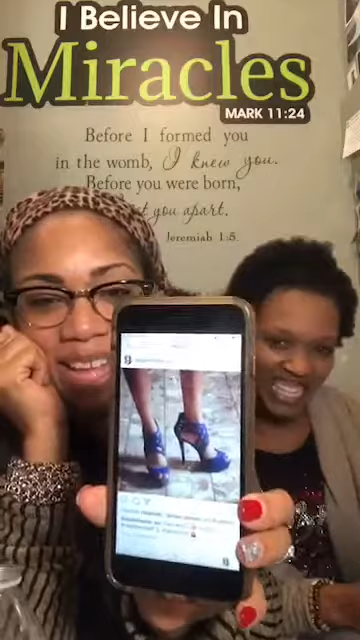 I Believe In
Miracles
MARK 11:24
Before I formed you
in the womb, I knew you.
Before you were born,
you apart.
Jeremiah 1:5